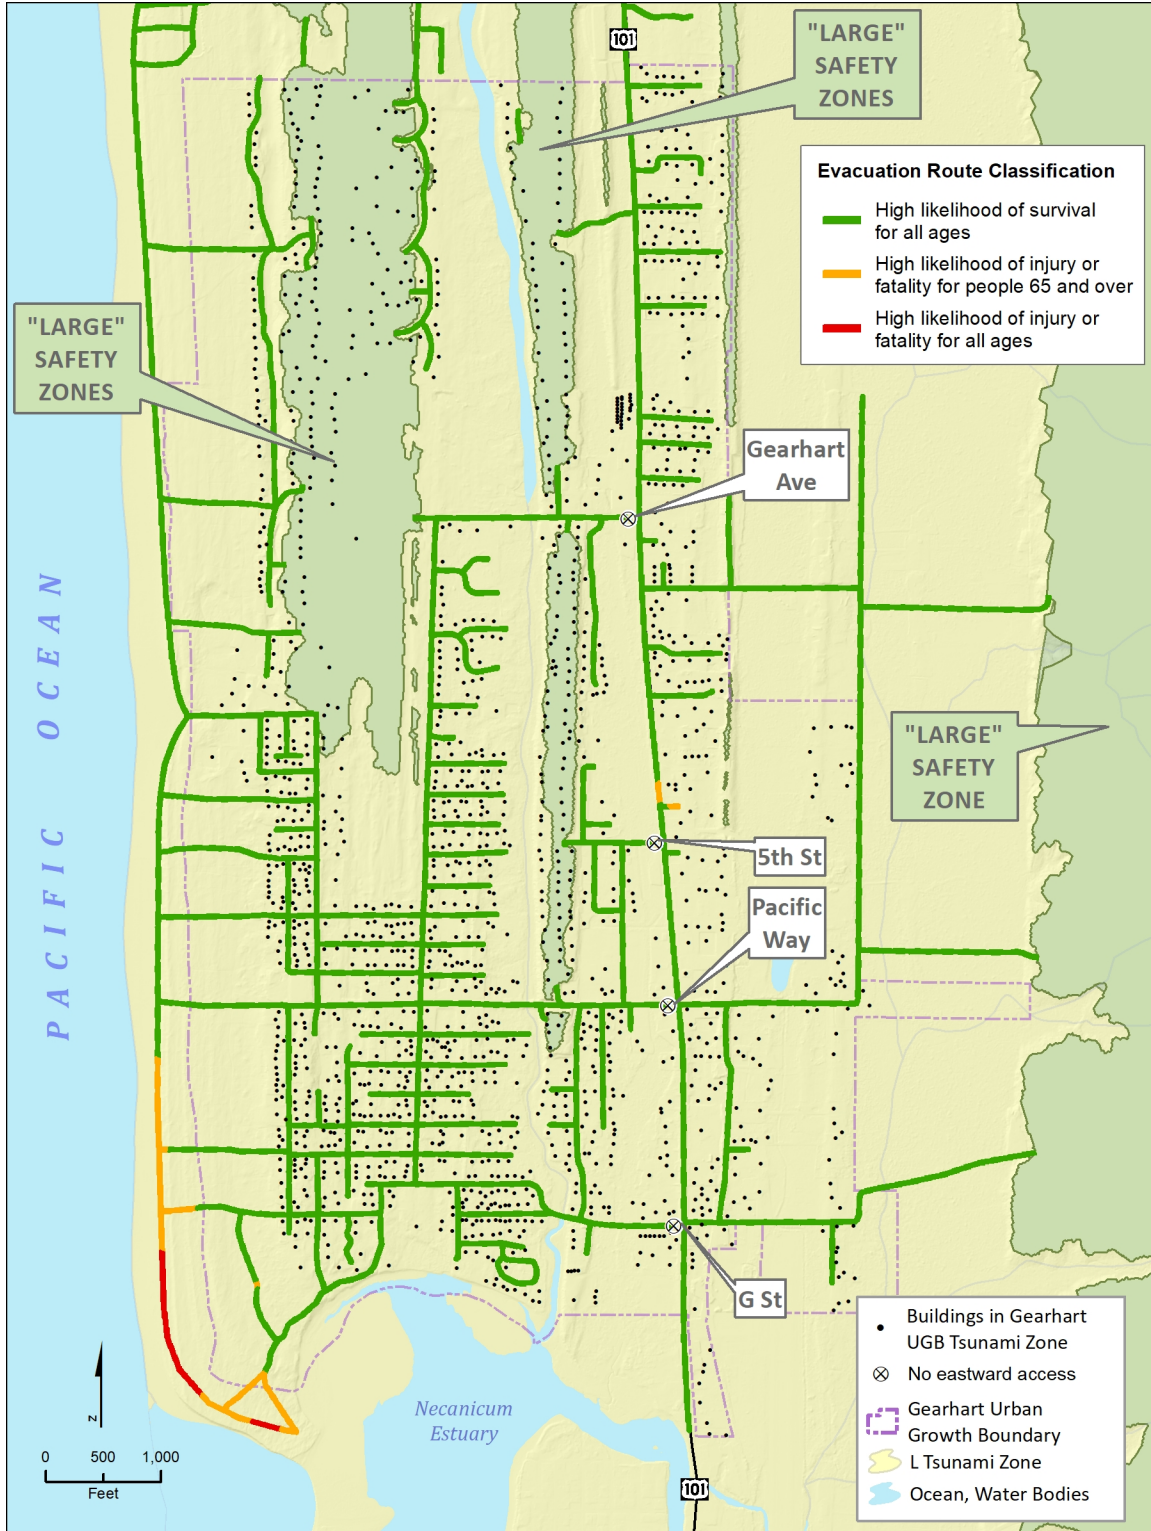 101
"LARGE"
SAFETY
ZONES
Evacuation Route Classification
High likelihood of survival
for all ages
High likelihood of injury or
fatality for people 65 and over
High likelihood of injury or
fatality for all ages
"LARGE"
SAFETY
ZONES
Gearhart
Ave
PACIFIC OCEAN
"LARGE"
SAFETY
ZONE
5th St
Pacific
Way
G St
Buildings in Gearhart
UGB Tsunami Zone
No eastward access
Gearhart Urban
Growth Boundary
L Tsunami Zone
Ocean, Water Bodies
Necanicum
Estuary
N
0 500 1,000
Feet
101